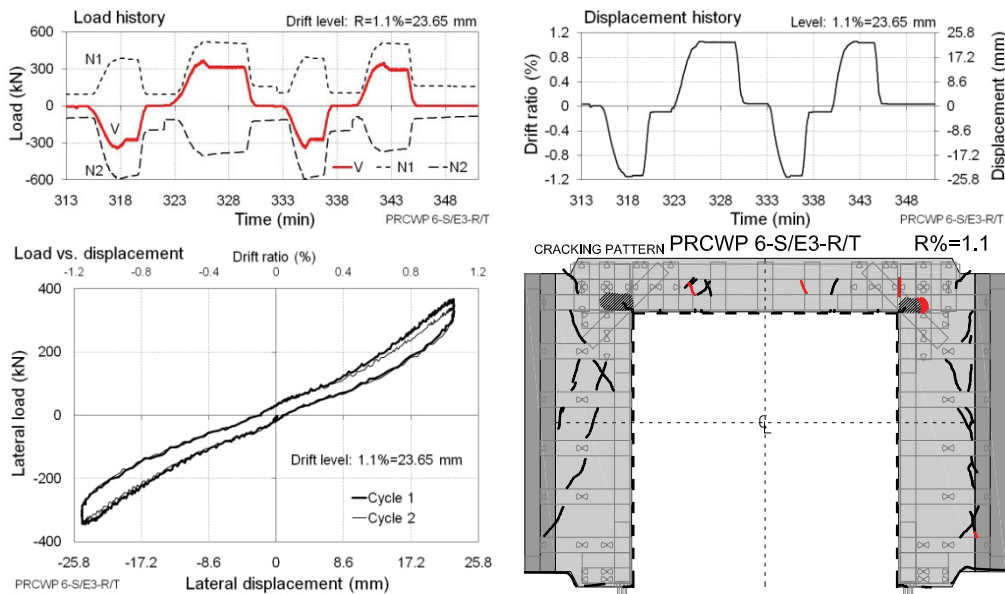 Load history
Drift level: R=1.1%=23.65 mm
600
300
0
-300
-600
Load (kN)
N1
V
N2
V N1 N2
313 318 323 328 333 338 343 348
Time (min)
PRCWP 6-S/E3-R/T
Displacement history
Level: 1.1%=23.65 mm
1.2
0.8
0.4
0
-0.4
-0.8
-1.2
Drift ratio (%)
25.8
17.2
8.6
0
-8.6
-17.2
-25.8
Displacement (mm)
313 318 323 328 333 338 343 348
Time (min)
PRCWP 6-S/E3-R/T
Load vs. displacement
Drift ratio (%)
-1.2 -0.8 -0.4 0 0.4 0.8 1.2
400
200
0
-200
-400
Lateral load (kN)
Drift level: 1.1%=23.65 mm
Cycle 1
Cycle 2
-25.8 -17.2 -8.6 0 8.6 17.2 25.8
PRCWP 6-S/E3-R/T
Lateral displacement (mm)
CRACKING PATTERN PRCWP 6-S/E3-R/T R%=1.1
CL